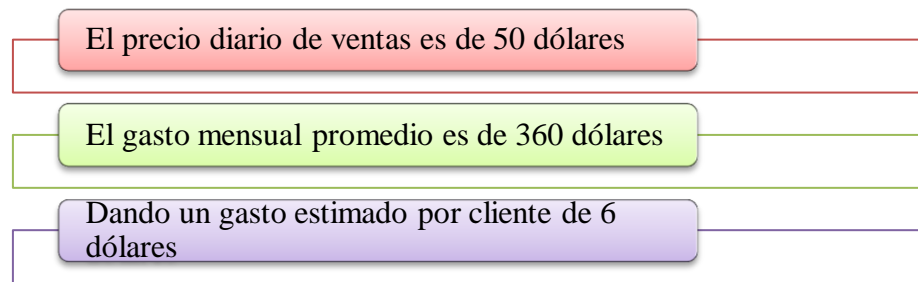 El precio diario de ventas es de 50 dólares
El gasto mensual promedio es de 360 dólares
Dando un gasto estimado por cliente de 6
dólares